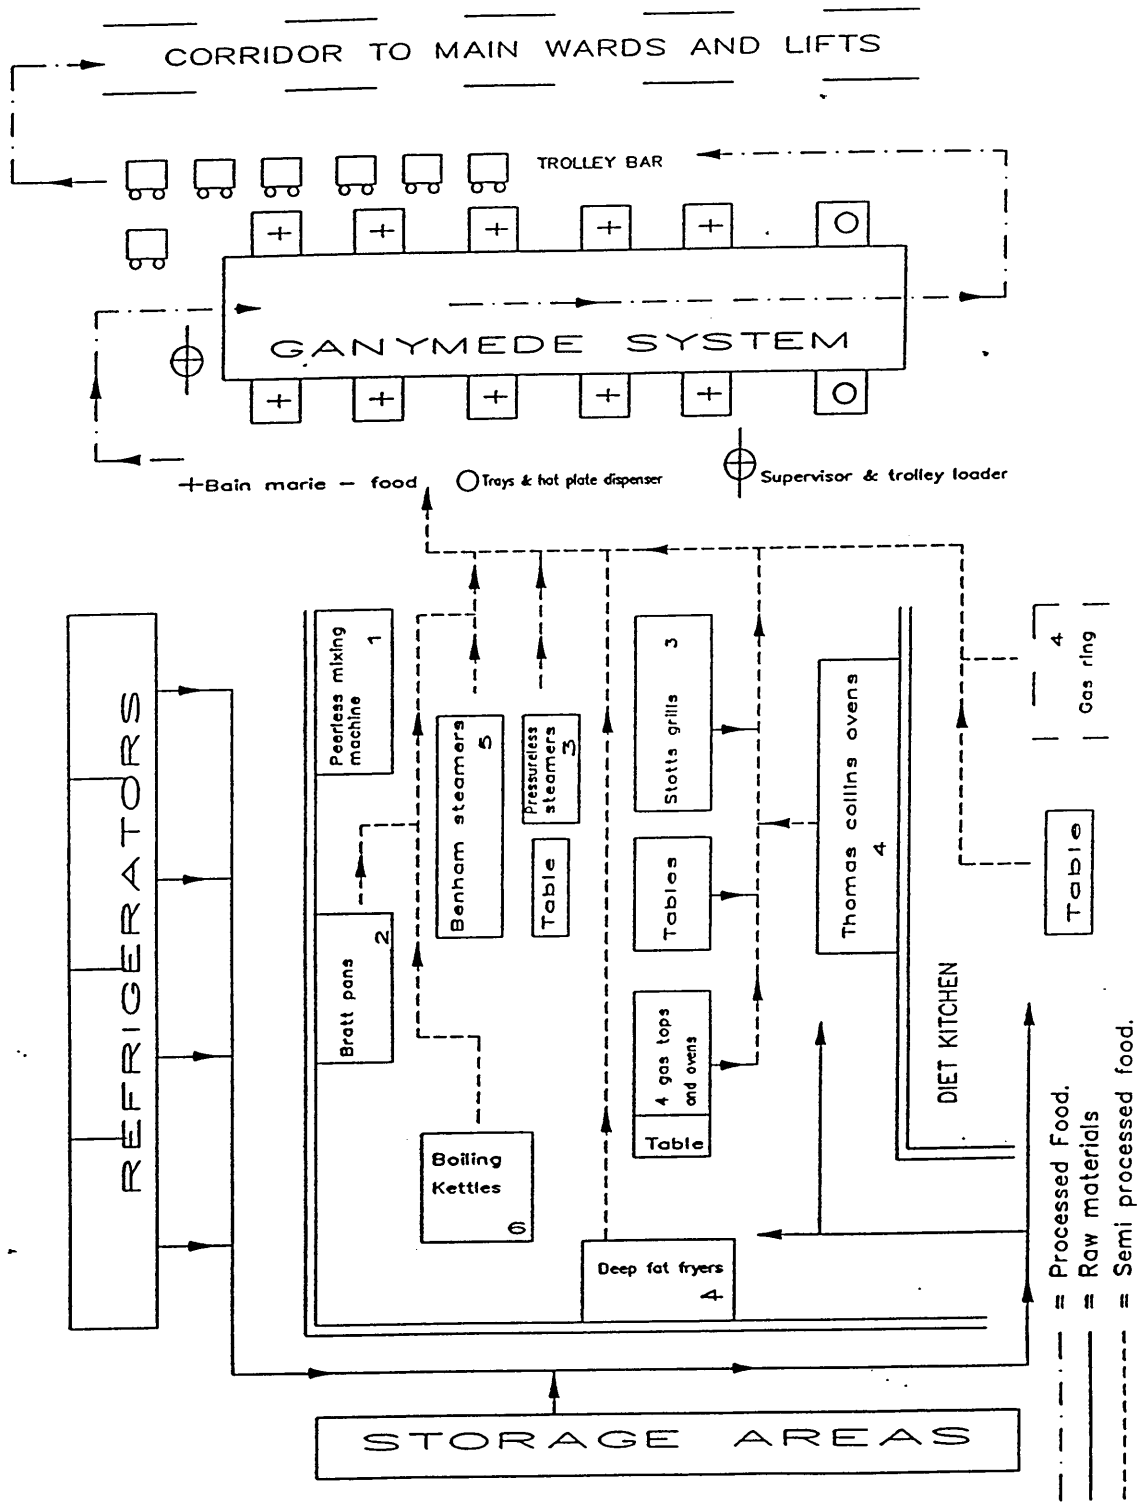 CORRIDOR TO MAIN WARDS AND LIFTS
TROLLEY BAR
+ + + + + O
GANYMEDE SYSTEM
+ + + + + O
+ Bain marie – food
O Trays & hot plate dispenser
Supervisor & trolley loader
REFRIGERATORS
Peerless mixing
machine
1
Bratt pans
2
Benham steamers
5
Pressureless
steamers
3
Table
Boiling
Kettles
6
Stotts grills
3
Tables
4 gas tops
and ovens
Table
Deep fat fryers
4
Thomas collins ovens
4
DIET KITCHEN
4
Gas ring
Table
STORAGE AREAS
= Processed Food.
= Raw materials
= Semi processed food.